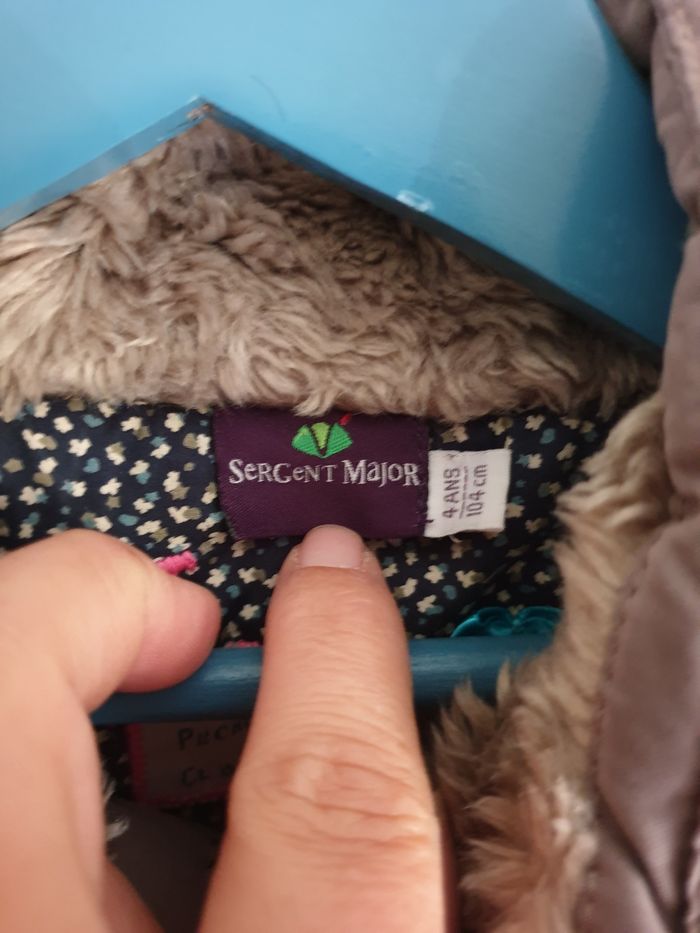 SerGent Major
4 ANS
104 cm